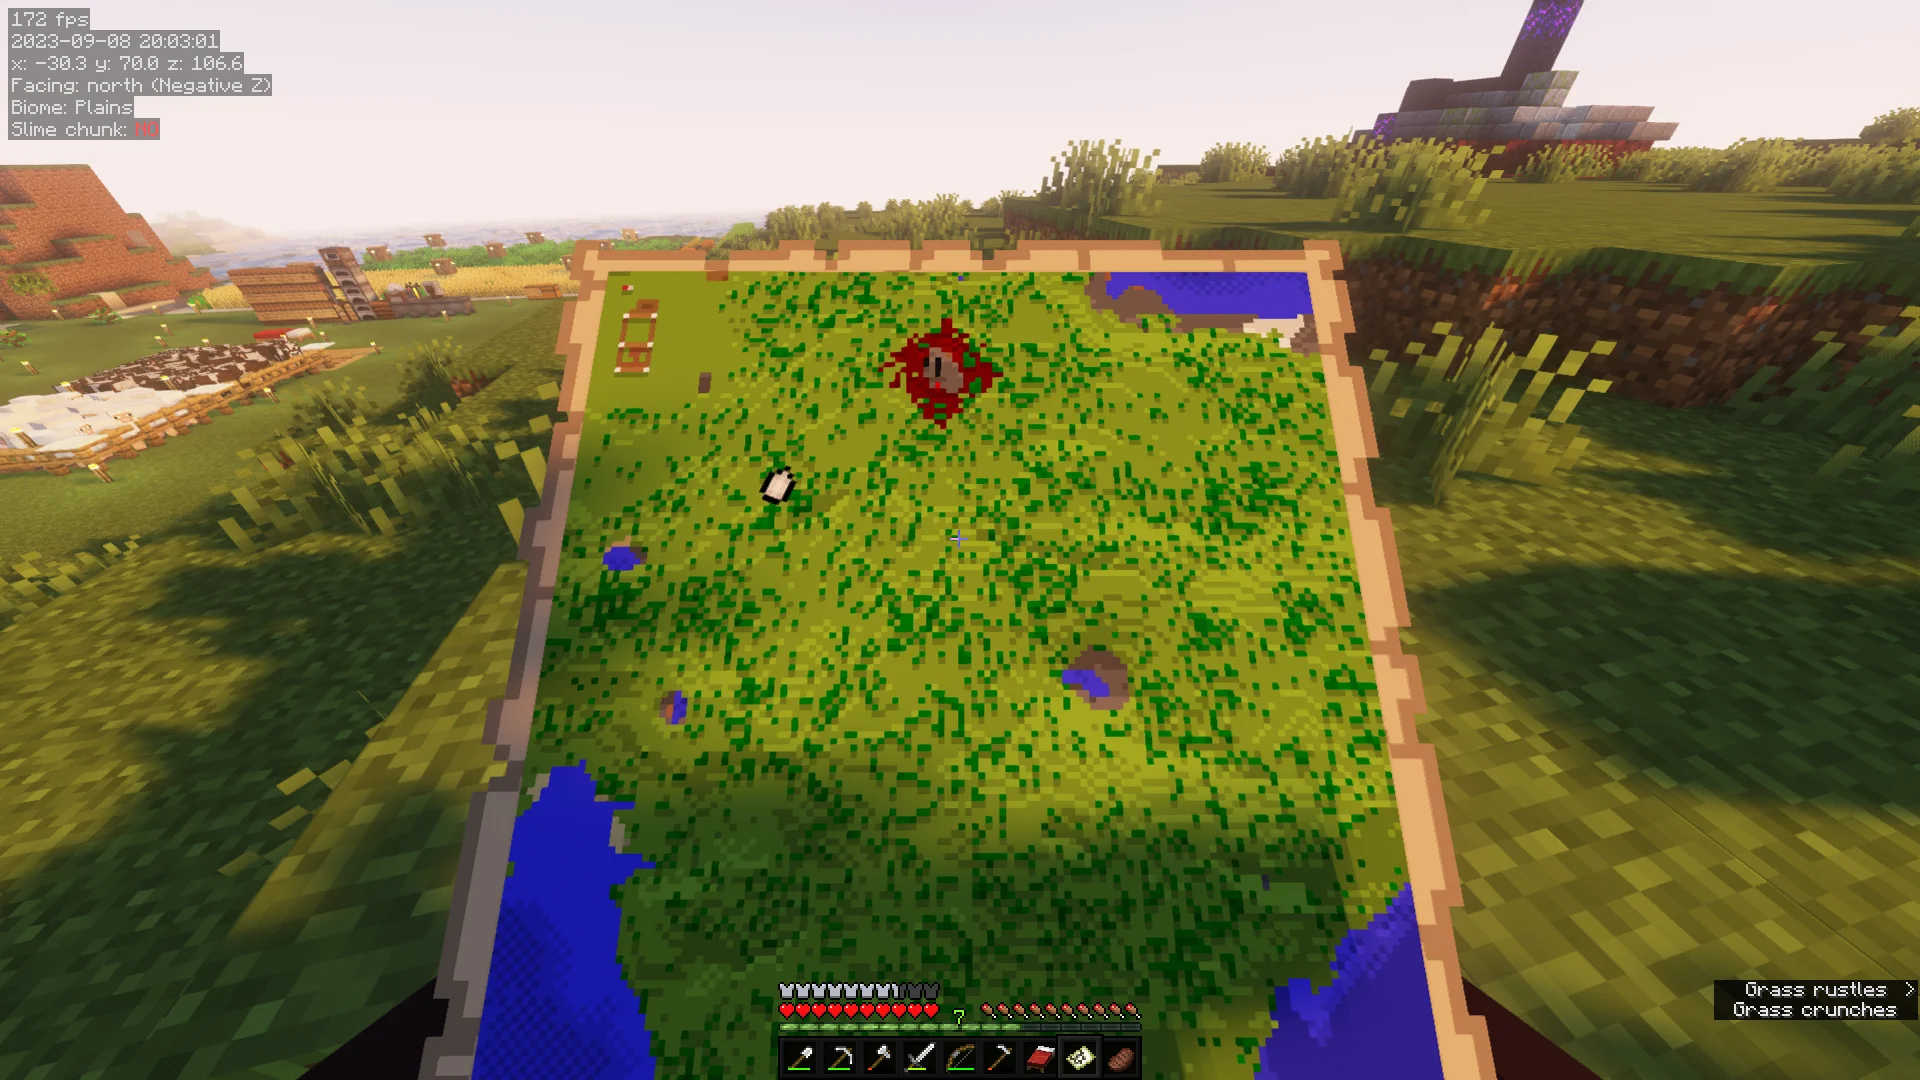 172 fps
2023-09-08 20:03:01
x: -30.3 y: 70.0 z: 106.6
Facing: north (Negative Z)
Biome: Plains
Slime chunk: NO
7
Grass rustles >
Grass crunches